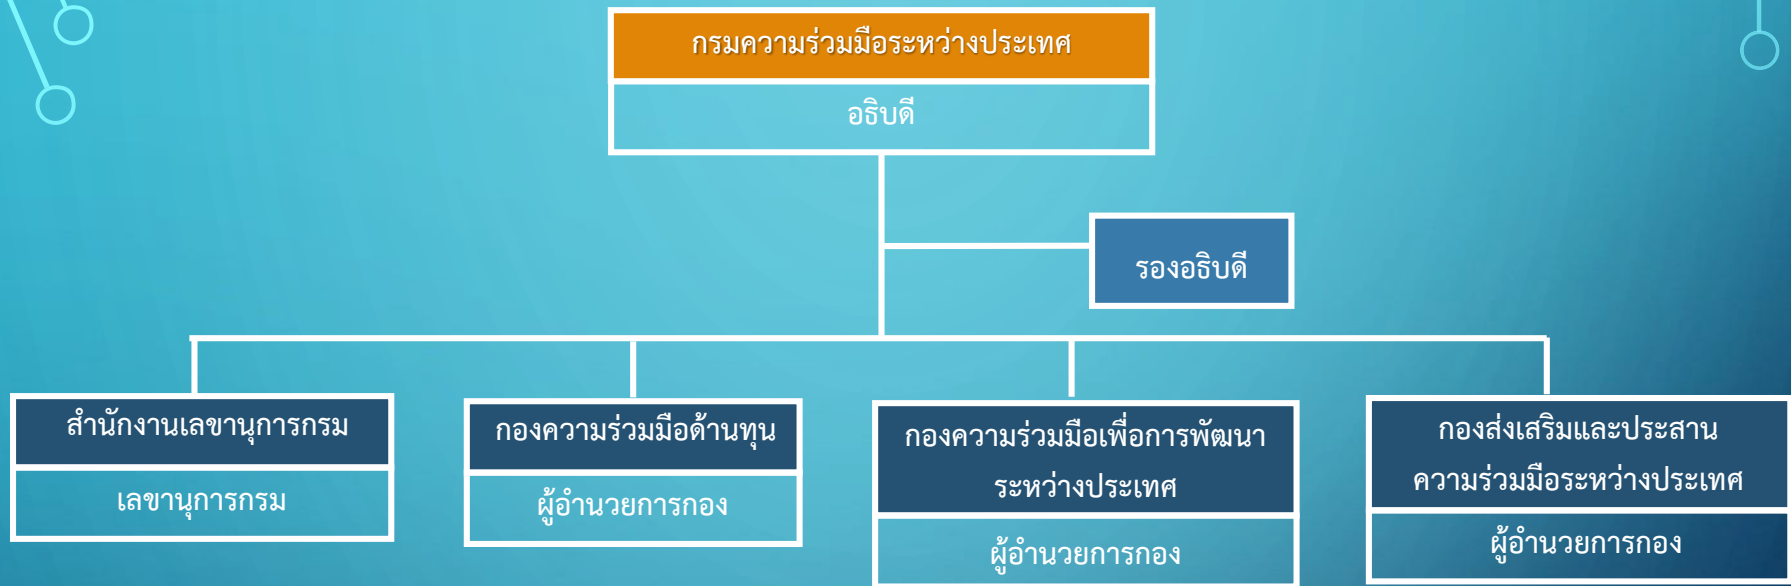 กรมความร่วมมือระหว่างประเทศ
อธิบดี
รองอธิบดี
สำนักงานเลขานุการกรม
เลขานุการกรม
กองความร่วมมือด้านทุน
ผู้อำนวยการกอง
กองความร่วมมือเพื่อการพัฒนา
ระหว่างประเทศ
ผู้อำนวยการกอง
กองส่งเสริมและประสาน
ความร่วมมือระหว่างประเทศ
ผู้อำนวยการกอง